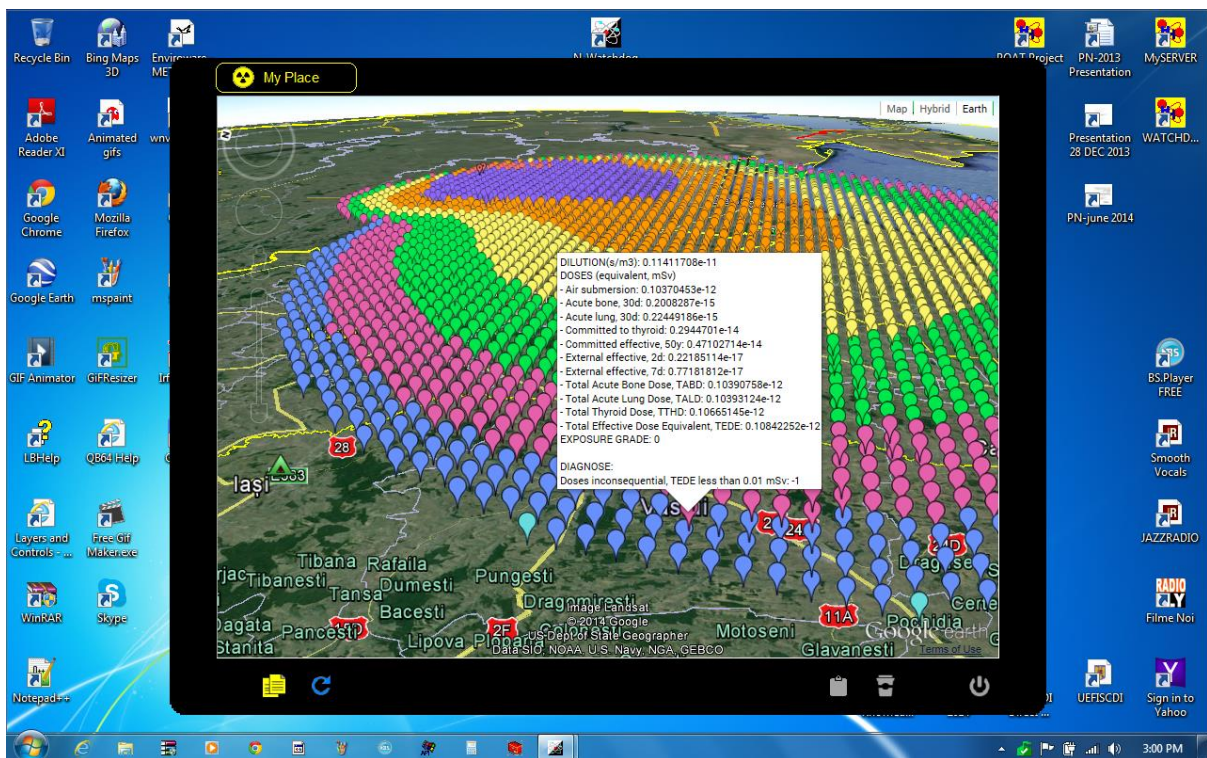 Recycle Bin
Bing Maps
3D
N-Watchdog
Project
PN-2013
Presentation
MySERVER
My Place
Map
Hybrid
Earth
Adobe
Reader XI
Animated
gifs
Presentation
28 DEC 2013
WATCHD...
Google
Chrome
Mozilla
Firefox
PN-june 2014
Google Earth
mspaint
DILUTION(s/m3): 0.11411708e-11
DOSES (equivalent, mSv)
- Air submersion: 0.10370453e-12
- Acute bone, 30d: 0.2008287e-15
- Acute lung, 30d: 0.22449186e-15
- Committed to thyroid: 0.2944701e-14
- Committed effective, 50y: 0.47102714e-14
- External effective, 2d: 0.22185114e-17
- External effective, 7d: 0.77181812e-17
- Total Acute Bone Dose, TABD: 0.10390758e-12
- Total Acute Lung Dose, TALD: 0.10393124e-12
- Total Thyroid Dose, TTHD: 0.10665145e-12
- Total Effective Dose Equivalent, TEDE: 0.10842252e-12
EXPOSURE GRADE: 0
DIAGNOSE:
Doses inconsequential, TEDE less than 0.01 mSv: -1
GIF Animator
GiFResizer
BS.Player
FREE
LBHelp
QB64 Help
Smooth
Vocals
28
Iași
Vaslui
24
24D
Layers and
Controls - ...
Free Gif
Maker.exe
JAZZRADIO
Tibana
Rafaila
Tibanesti
Tansa
Dumesti
Pungesti
Bacesti
Dragomiresti
WinRAR
Skype
Filme Noi
Dagata
Pancesti
Lipova
2F
Motoseni
11A
Pochidia
Stanita
Glavanesti
Image Landsat
© 2014 Google
US Dept of State Geographer
Data SIO, NOAA, U.S. Navy, NGA, GEBCO
Google earth
Terms of Use
Notepad++
UEFISCDI
Sign in to
Yahoo
3:00 PM